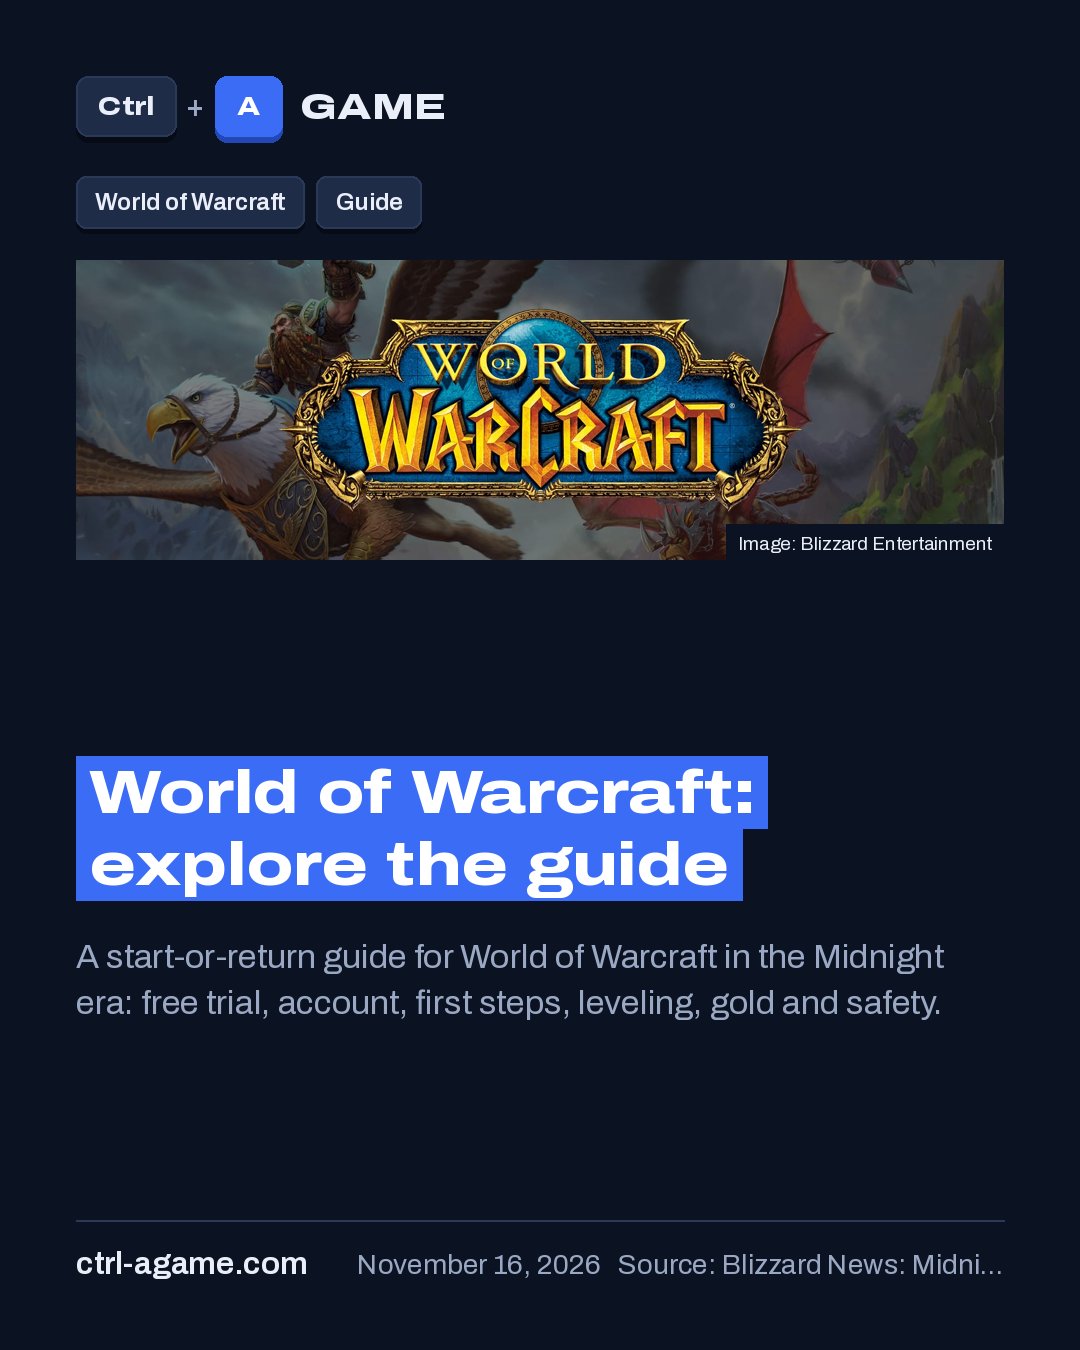 Ctrl + A GAME
World of Warcraft Guide
WORLD OF WARCRAFT®
Image: Blizzard Entertainment
World of Warcraft:
explore the guide
A start-or-return guide for World of Warcraft in the Midnight
era: free trial, account, first steps, leveling, gold and safety.
ctrl-agame.com November 16, 2026 Source: Blizzard News: Midni...